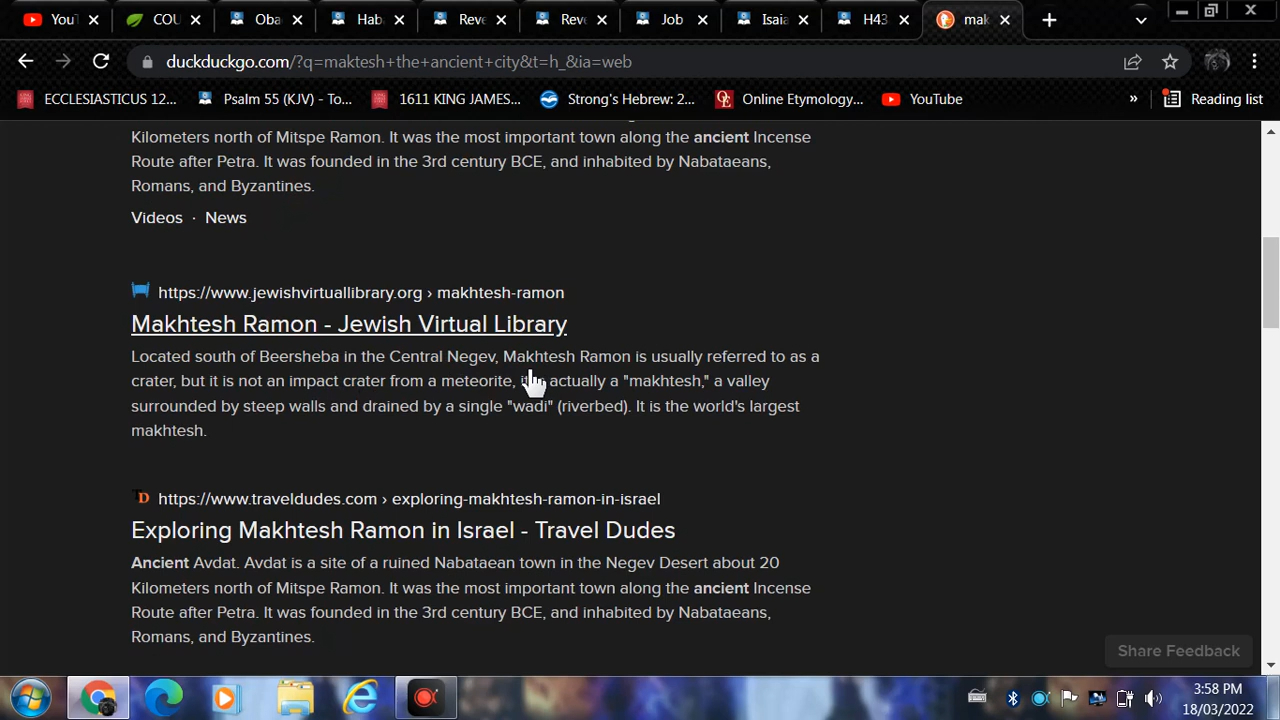 YouT
COU
Oba
Hab
Reve
Reve
Job
Isaia
H43
mak
duckduckgo.com/?q=maktesh+the+ancient+city&t=h_&ia=web
ECCLESIASTICUS 12...
Psalm 55 (KJV) - To...
1611 KING JAMES...
Strong's Hebrew: 2...
Online Etymology...
YouTube
»
Reading list
Kilometers north of Mitspe Ramon. It was the most important town along the ancient Incense
Route after Petra. It was founded in the 3rd century BCE, and inhabited by Nabataeans,
Romans, and Byzantines.
Videos · News
https://www.jewishvirtuallibrary.org › makhtesh-ramon
Makhtesh Ramon - Jewish Virtual Library
Located south of Beersheba in the Central Negev, Makhtesh Ramon is usually referred to as a
crater, but it is not an impact crater from a meteorite, actually a "makhtesh," a valley
surrounded by steep walls and drained by a single "wadi" (riverbed). It is the world's largest
makhtesh.
TD
https://www.traveldudes.com › exploring-makhtesh-ramon-in-israel
Exploring Makhtesh Ramon in Israel - Travel Dudes
Ancient Avdat. Avdat is a site of a ruined Nabataean town in the Negev Desert about 20
Kilometers north of Mitspe Ramon. It was the most important town along the ancient Incense
Route after Petra. It was founded in the 3rd century BCE, and inhabited by Nabataeans,
Romans, and Byzantines.
Share Feedback
3:58 PM
18/03/2022